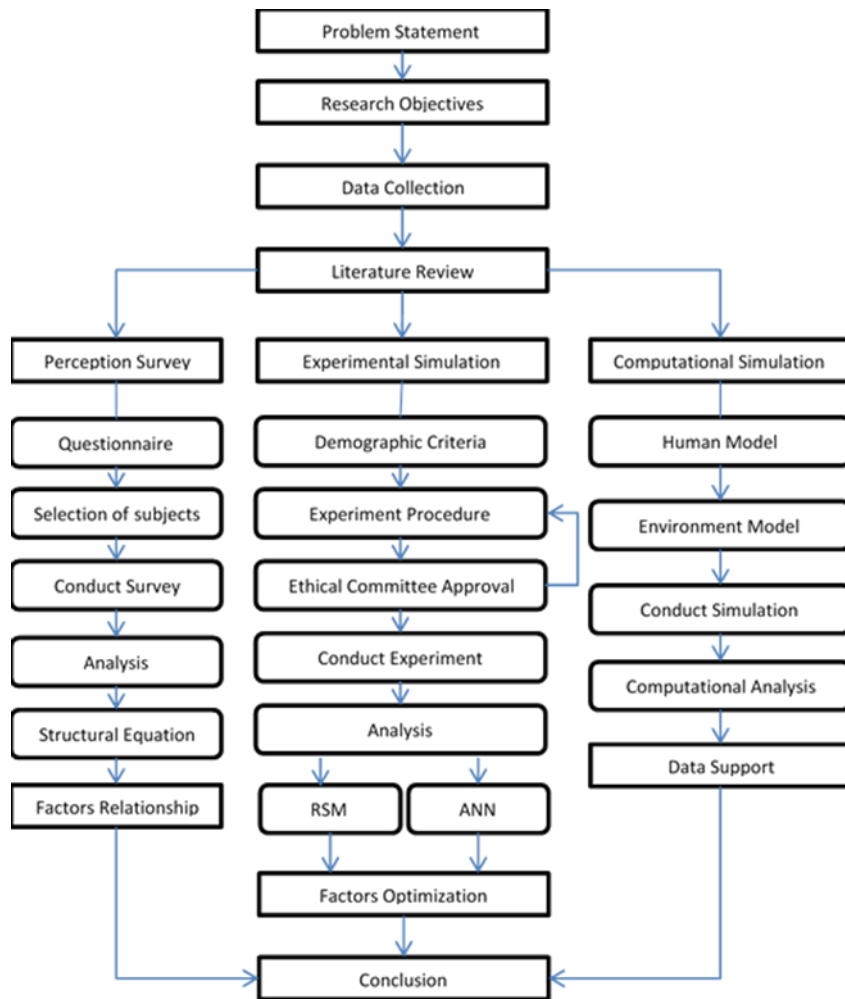 Problem Statement
Research Objectives
Data Collection
Literature Review
Perception Survey
Questionnaire
Selection of subjects
Conduct Survey
Analysis
Structural Equation
Factors Relationship
Experimental Simulation
Demographic Criteria
Experiment Procedure
Ethical Committee Approval
Conduct Experiment
Analysis
RSM
ANN
Factors Optimization
Computational Simulation
Human Model
Environment Model
Conduct Simulation
Computational Analysis
Data Support
Conclusion